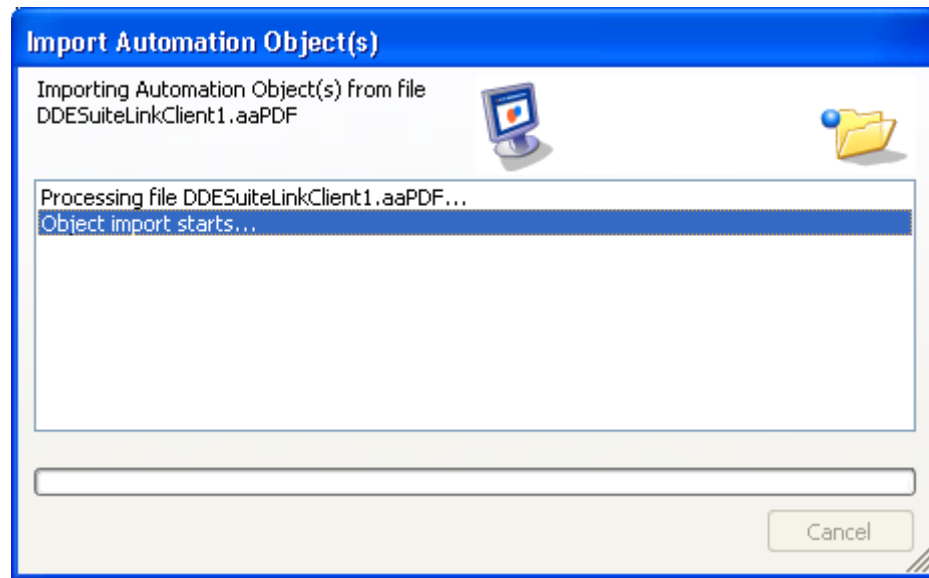 Import Automation Object(s)
Importing Automation Object(s) from file
DDESuiteLinkClient1.aaPDF
Processing file DDESuiteLinkClient1.aaPDF...
Object import starts...
Cancel